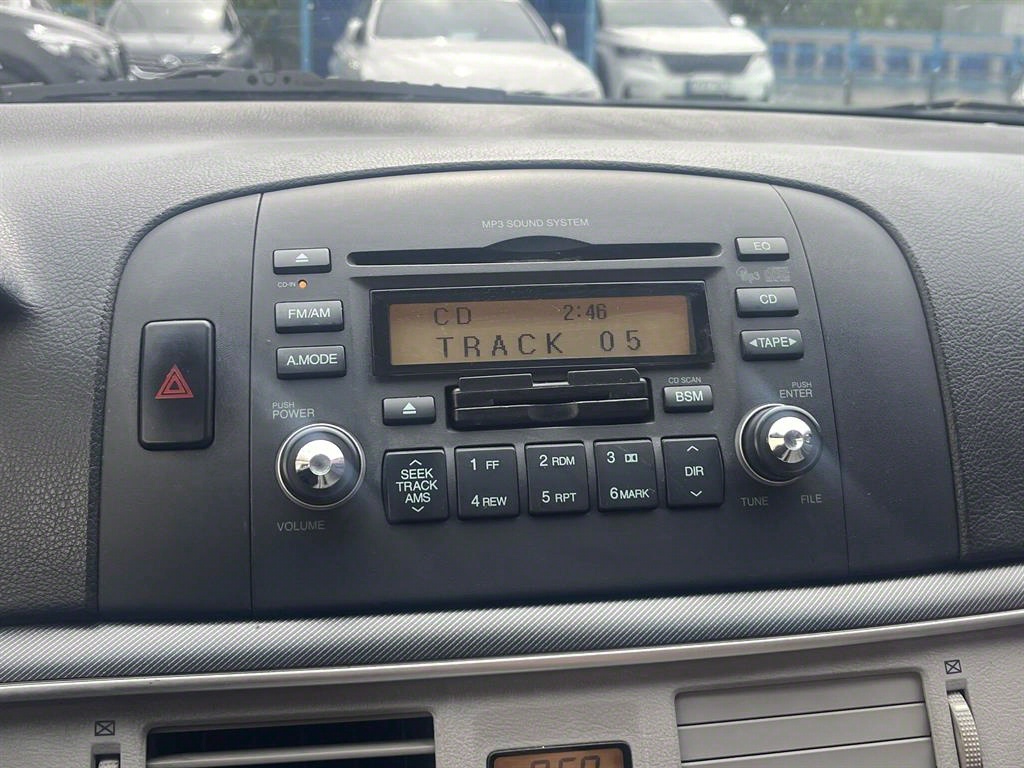 MP3 SOUND SYSTEM
EQ
CD-IN
mp3
FM/AM
CD
CD 2:46
TRACK 05
A.MODE
◄TAPE►
CD SCAN
BSM
PUSH
POWER
PUSH
ENTER
SEEK
TRACK
AMS
1 FF
4 REW
2 RDM
5 RPT
3
6 MARK
DIR
VOLUME
TUNE
FILE